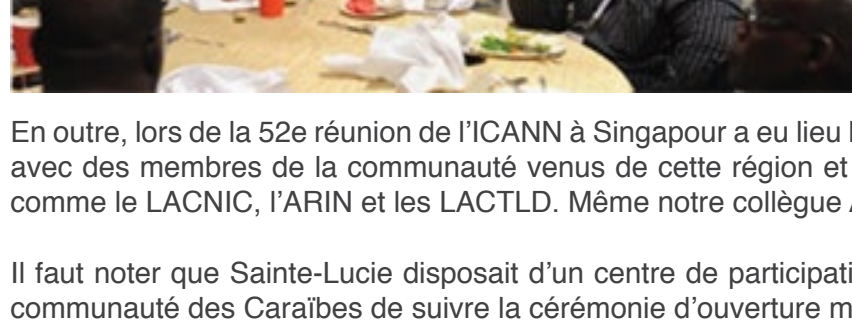 En outre, lors de la 52e réunion de l’ICANN à Singapour a eu lieu
avec des membres de la communauté venus de cette région et
comme le LACNIC, l’ARIN et les LACTLD. Même notre collègue
Il faut noter que Sainte-Lucie disposait d’un centre de
communauté des Caraïbes de suivre la cérémonie d’ouverture